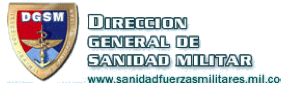 DGSM
DIRECCION
GENERAL DE
SANIDAD MILITAR
www.sanidadfuerzasmilitares.mil.co